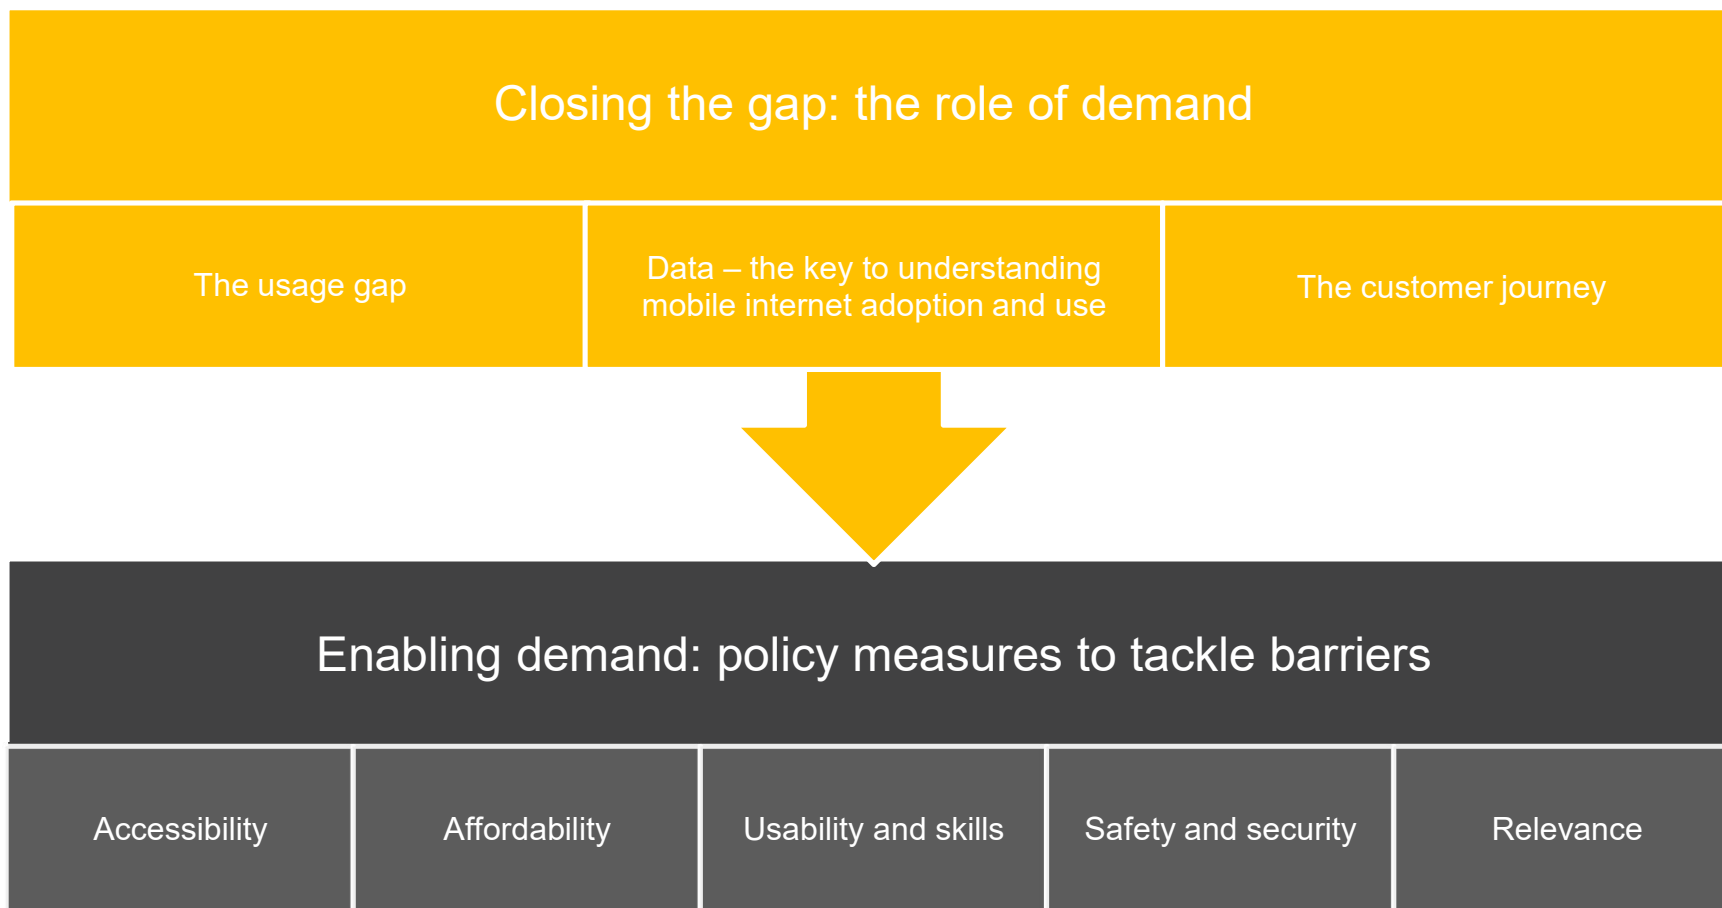 Closing the gap: the role of demand
The usage gap
Data – the key to understanding
mobile internet adoption and use
The customer journey
Enabling demand: policy measures to tackle barriers
Accessibility
Affordability
Usability and skills
Safety and security
Relevance